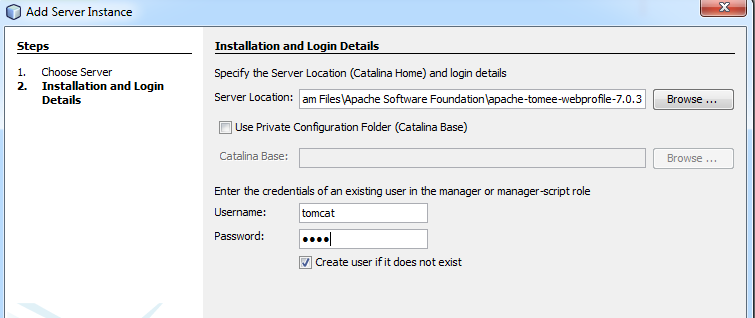 Add Server Instance
Steps
1. Choose Server
2. Installation and Login
Details
Installation and Login Details
Specify the Server Location (Catalina Home) and login details
Server Location: am Files\Apache Software Foundation\apache-tomee-webprofile-7.0.3 Browse ...
Use Private Configuration Folder (Catalina Base)
Catalina Base: Browse ...
Enter the credentials of an existing user in the manager or manager-script role
Username: tomcat
Password: ●●●●
Create user if it does not exist